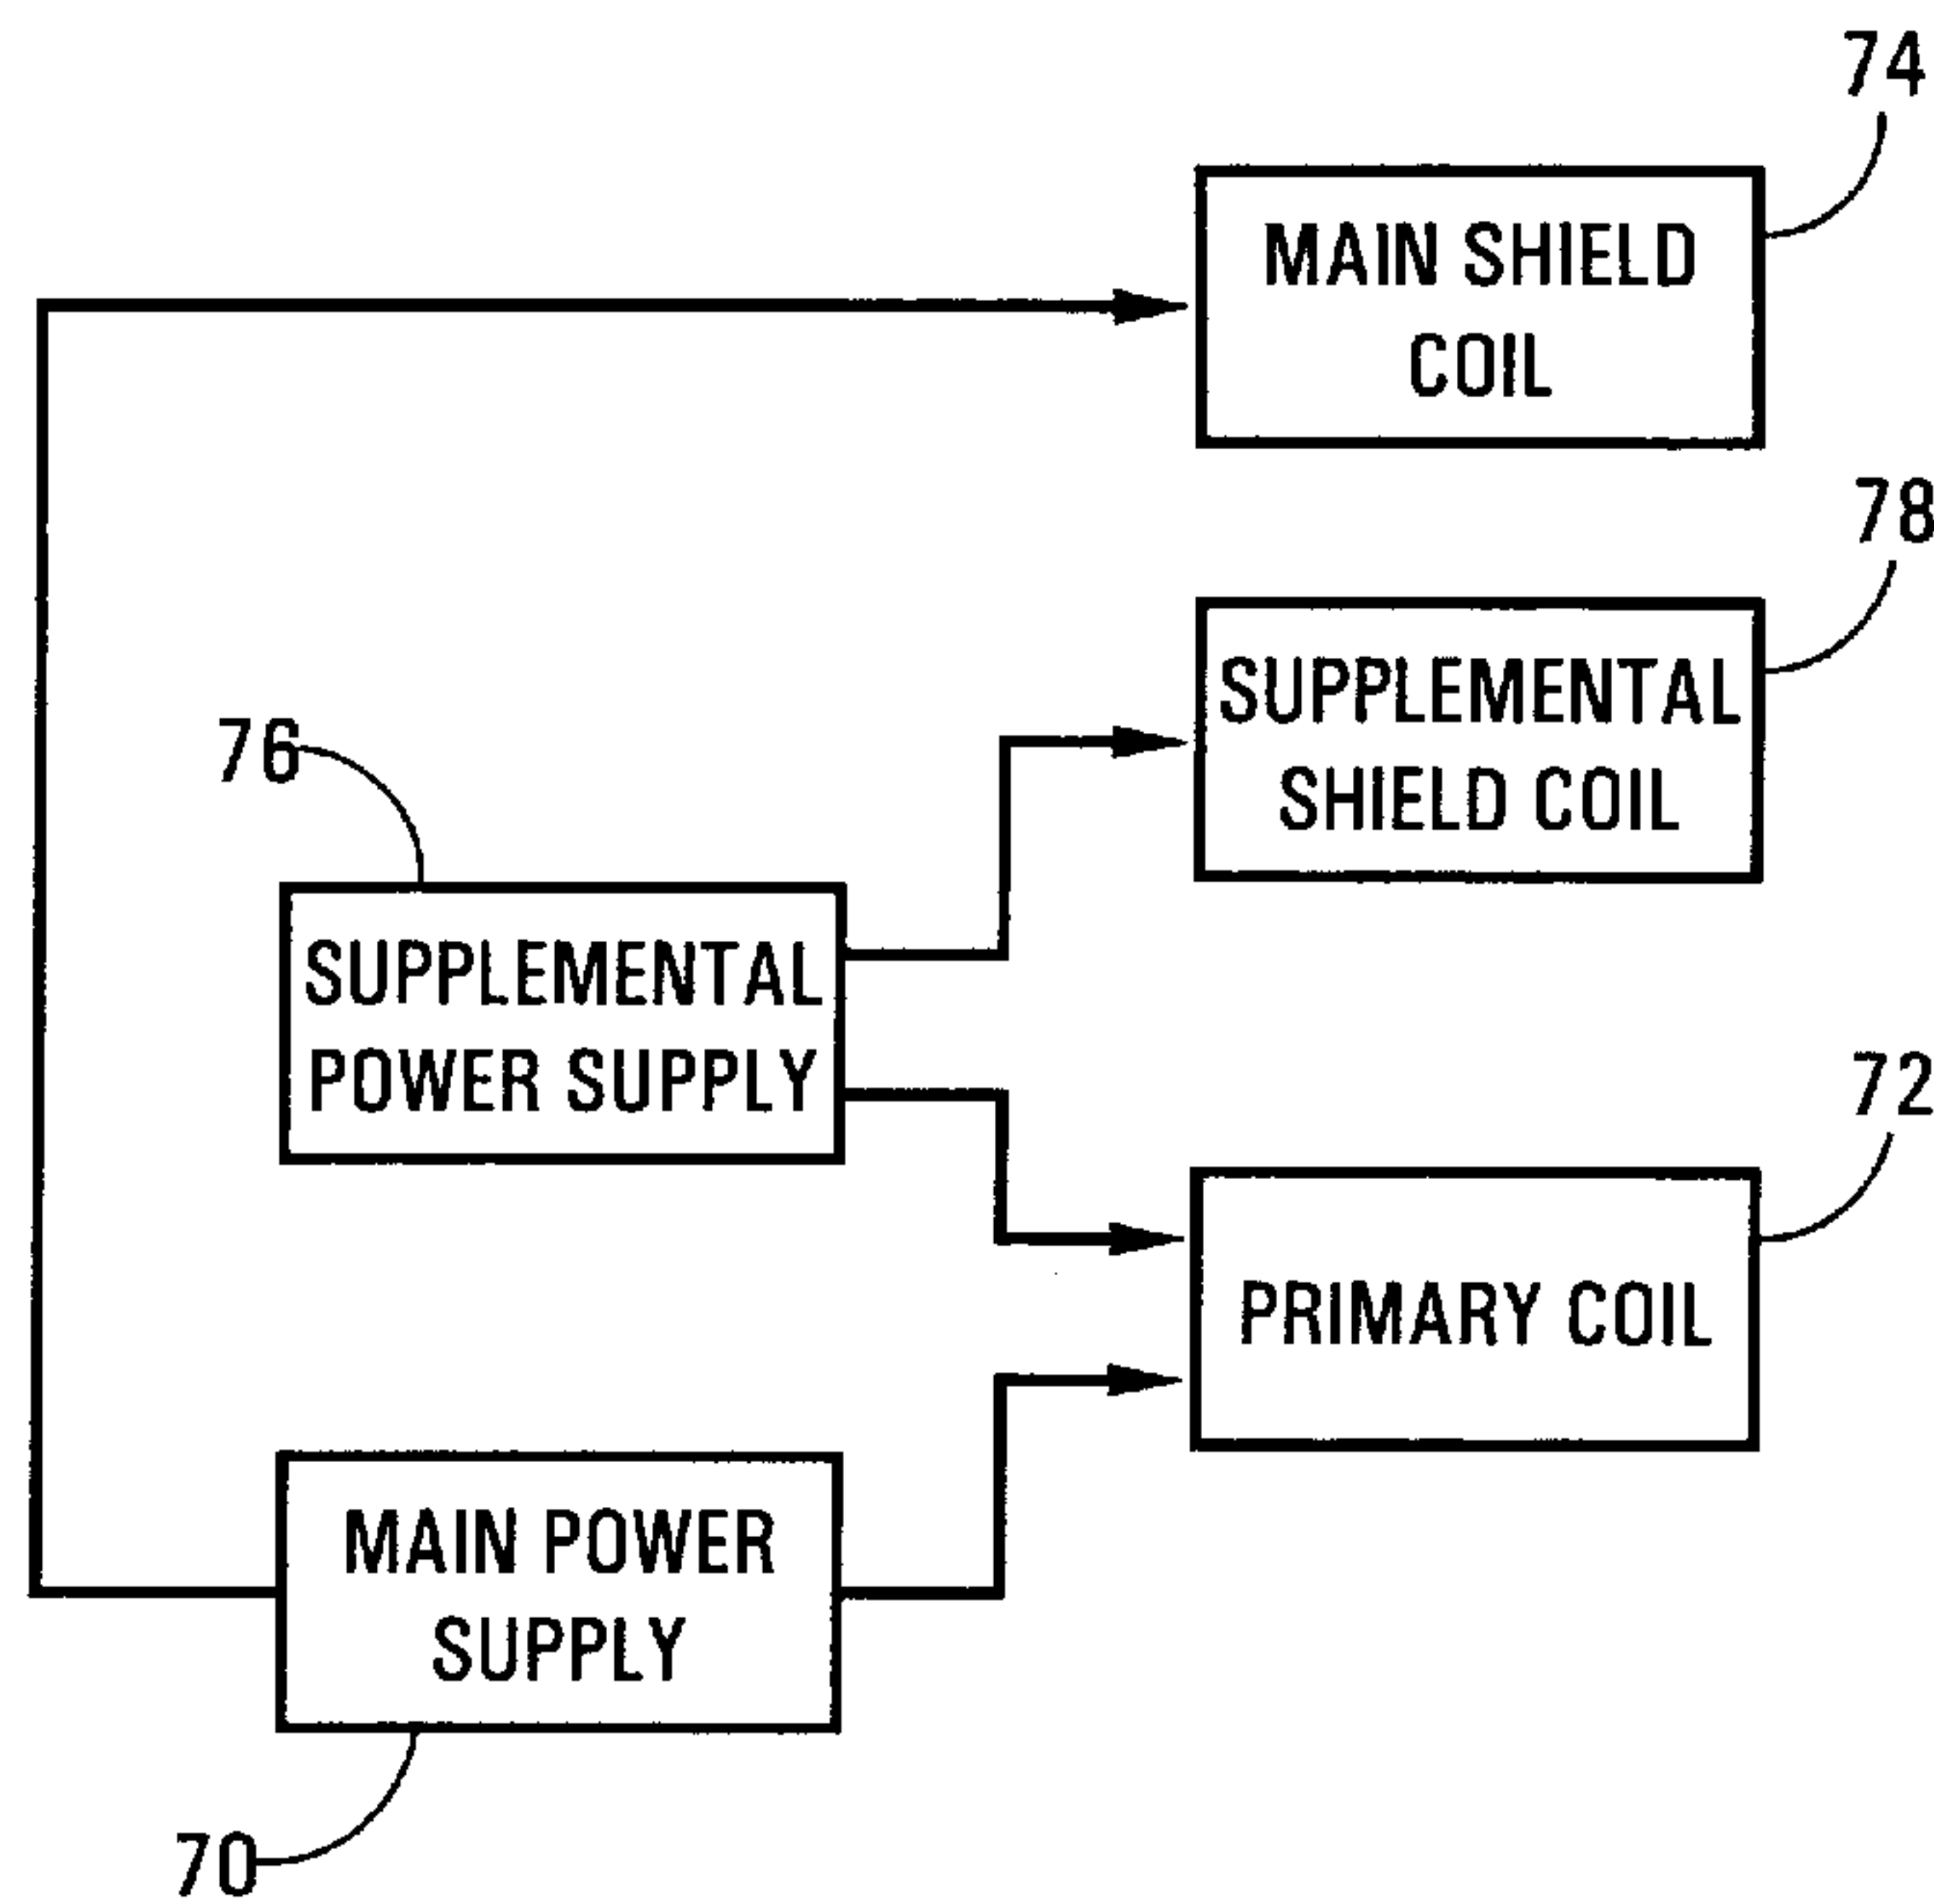 74
MAIN SHIELD
COIL
78
SUPPLEMENTAL
SHIELD COIL
76
SUPPLEMENTAL
POWER SUPPLY
72
PRIMARY COIL
MAIN POWER
SUPPLY
70